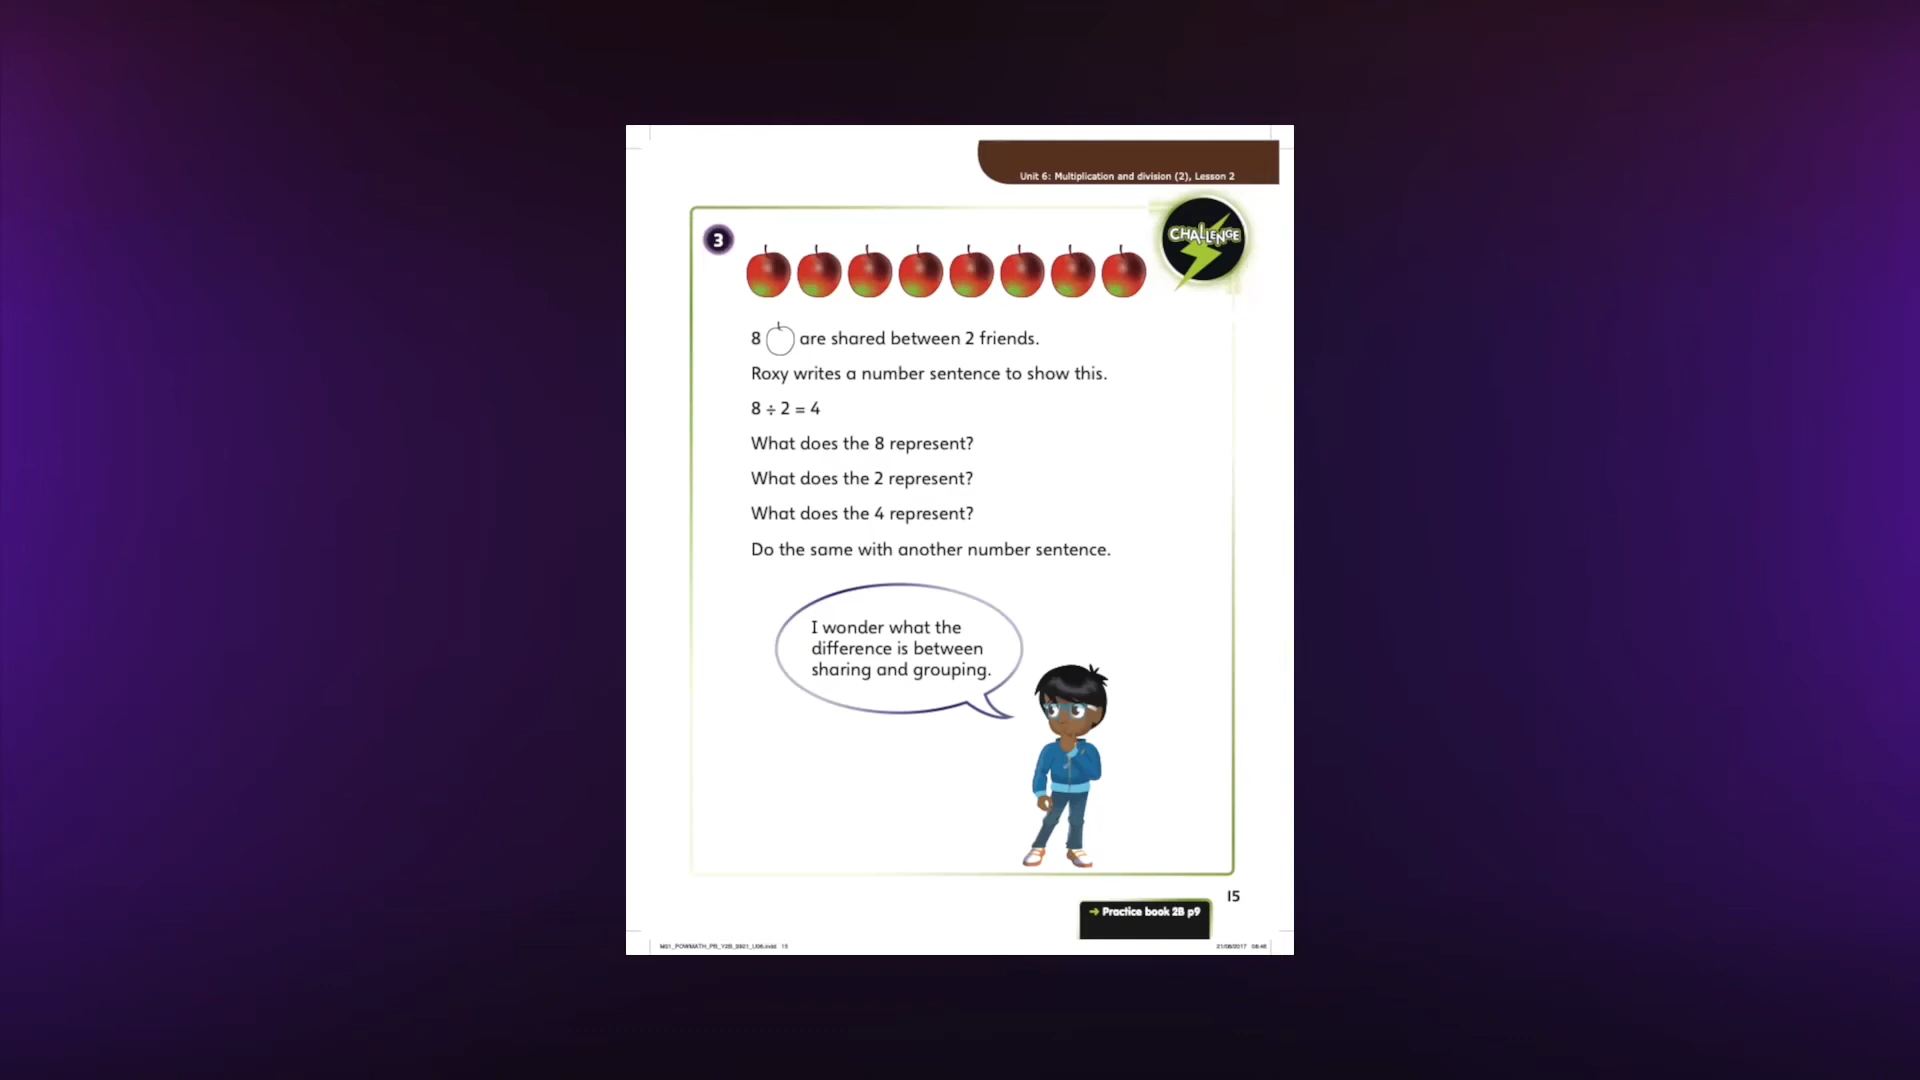 Unit 6: Multiplication and division (2), Lesson 2
CHALLENGE
3
8 are shared between 2 friends.
Roxy writes a number sentence to show this.
8 ÷ 2 = 4
What does the 8 represent?
What does the 2 represent?
What does the 4 represent?
Do the same with another number sentence.
I wonder what the
difference is between
sharing and grouping.
15
→ Practice book 2B p9
21/08/2017